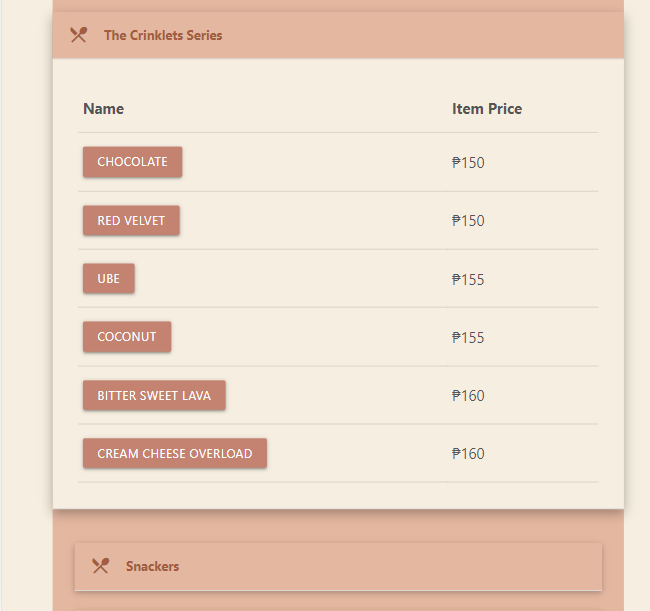 The Crinklets Series
Name Item Price
CHOCOLATE ₱150
RED VELVET ₱150
UBE ₱155
COCONUT ₱155
BITTER SWEET LAVA ₱160
CREAM CHEESE OVERLOAD ₱160
Snackers